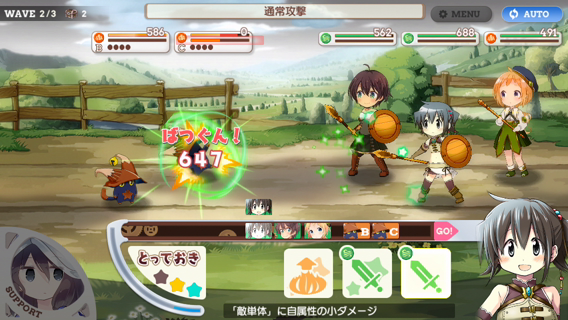 WAVE 2/3 2
通常攻撃
MENU
AUTO
586
B
0
C
562
688
491
ばつぐん!
647
B C GO!
とっておき
SUPPORT
「敵単体」に自属性の小ダメージ